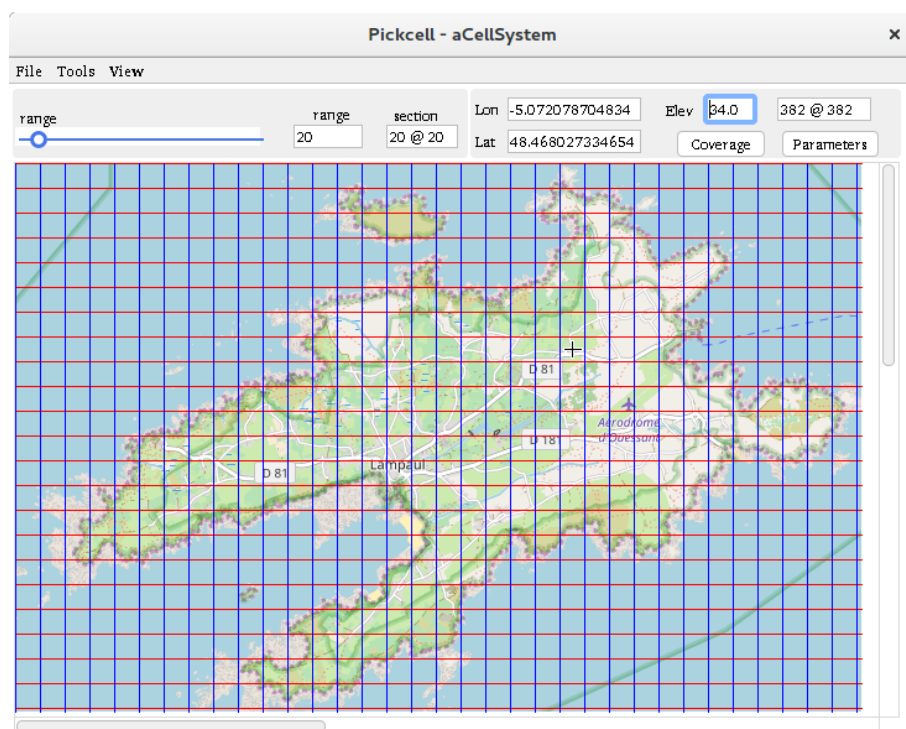 Pickcell - aCellSystem
×
File Tools View
range
range
20
section
20 @ 20
Lon -5.072078704834 Elev 34.0 382 @ 382
Lat 48.468027334654 Coverage Parameters
D 81
Aérodrome
d'Ouessant
D 181
Lampaul
D 81